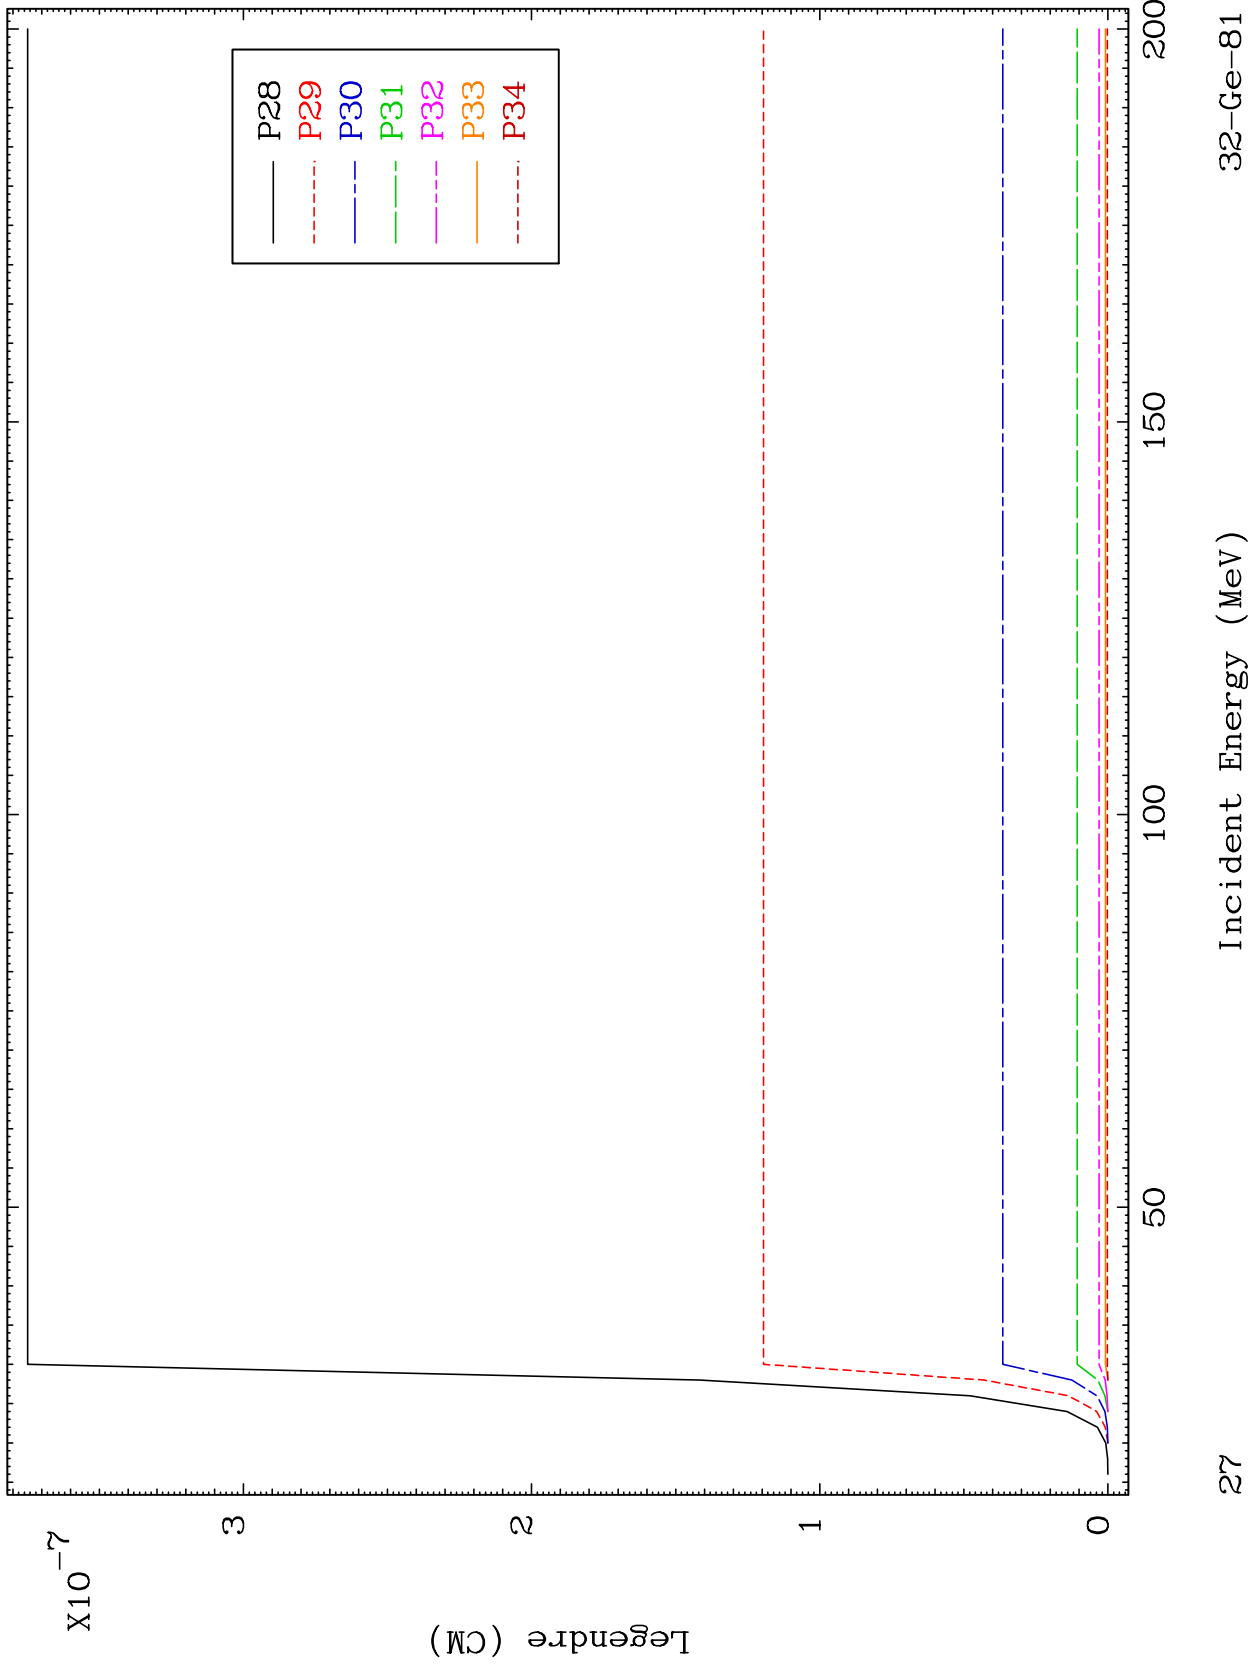 X10-7
3
2
1
0
Legendre (CM)
P28
P29
P30
P31
P32
P33
P34
50
100
150
200
Incident Energy (MeV)
27
32-Ge-81